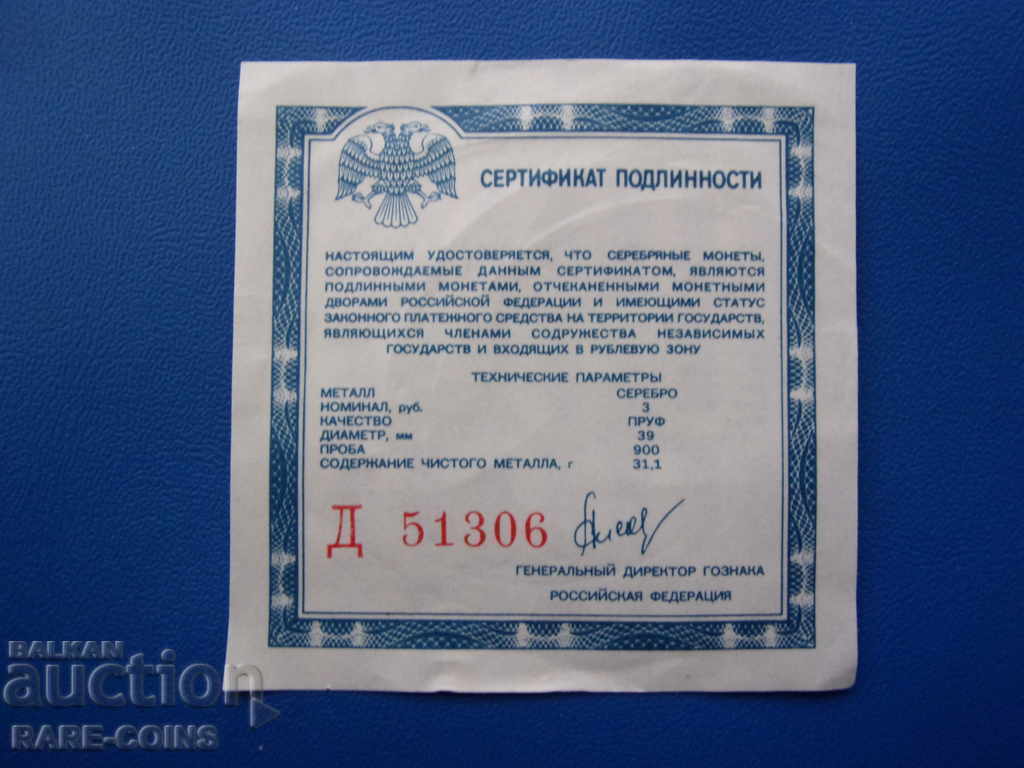 СЕРТИФИКАТ ПОДЛИННОСТИ
НАСТОЯЩИМ УДОСТОВЕРЯЕТСЯ, ЧТО СЕРЕБРЯНЫЕ МОНЕТЫ,
СОПРОВОЖДАЕМЫЕ ДАННЫМ СЕРТИФИКАТОМ, ЯВЛЯЮТСЯ
ПОДЛИННЫМИ МОНЕТАМИ, ОТЧЕКАНЕННЫМИ МОНЕТНЫМИ
ДВОРАМИ РОССИЙСКОЙ ФЕДЕРАЦИИ И ИМЕЮЩИМИ СТАТУС
ЗАКОННОГО ПЛАТЕЖНОГО СРЕДСТВА НА ТЕРРИТОРИИ ГОСУДАРСТВ,
ЯВЛЯЮЩИХСЯ ЧЛЕНАМИ СОДРУЖЕСТВА НЕЗАВИСИМЫХ
ГОСУДАРСТВ И ВХОДЯЩИХ В РУБЛЕВУЮ ЗОНУ
ТЕХНИЧЕСКИЕ ПАРАМЕТРЫ
МЕТАЛЛ СЕРЕБРО
НОМИНАЛ, руб. 3
КАЧЕСТВО ПРУФ
ДИАМЕТР, мм 39
ПРОБА 900
СОДЕРЖАНИЕ ЧИСТОГО МЕТАЛЛА, г 31,1
Д 51306
ГЕНЕРАЛЬНЫЙ ДИРЕКТОР ГОЗНАКА
РОССИЙСКАЯ ФЕДЕРАЦИЯ
BALKAN
auction
RARE-COINS